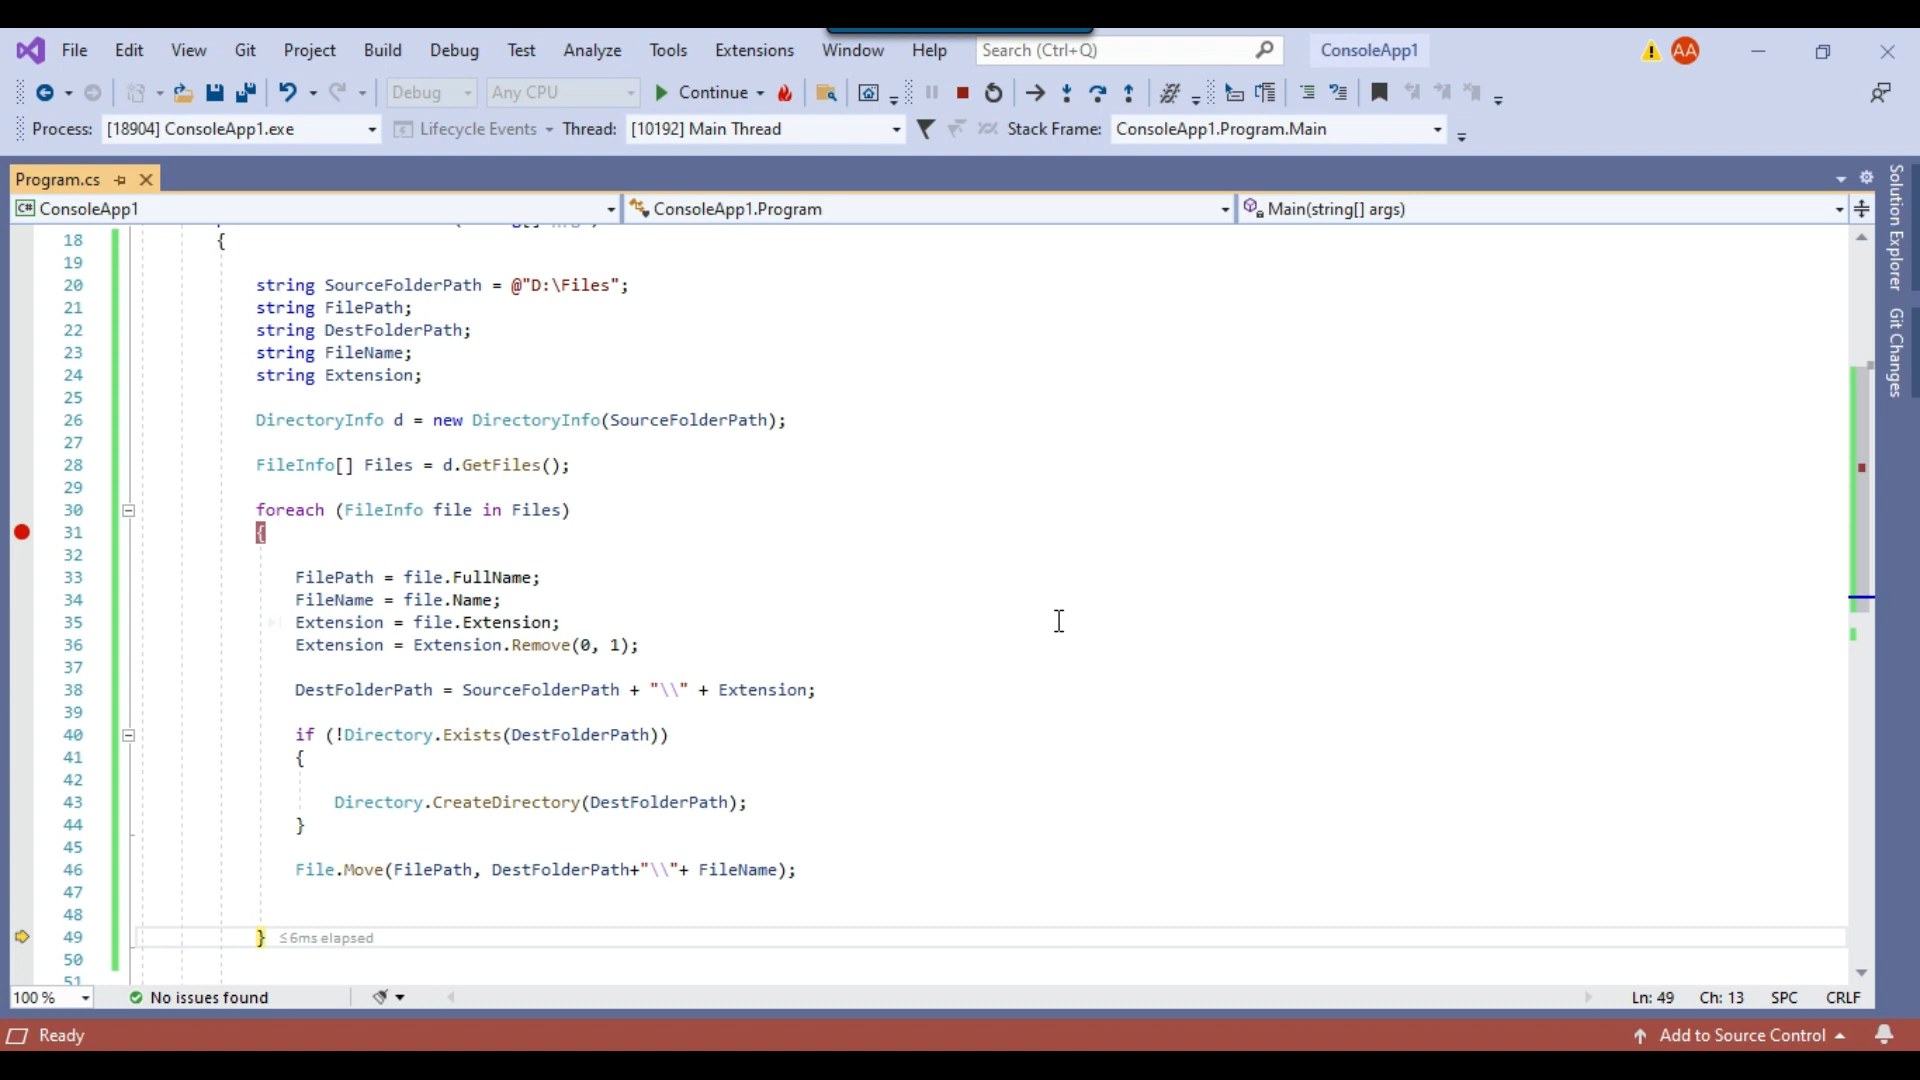 File Edit View Git Project Build Debug Test Analyze Tools Extensions Window Help Search (Ctrl+Q) ConsoleApp1 AA
Debug Any CPU Continue
Process: [18904] ConsoleApp1.exe Lifecycle Events Thread: [10192] Main Thread Stack Frame: ConsoleApp1.Program.Main
Program.cs
C# ConsoleApp1 ConsoleApp1.Program Main(string[] args)
18 {
19
20 string SourceFolderPath = @"D:\Files";
21 string FilePath;
22 string DestFolderPath;
23 string FileName;
24 string Extension;
25
26 DirectoryInfo d = new DirectoryInfo(SourceFolderPath);
27
28 FileInfo[] Files = d.GetFiles();
29
30 foreach (FileInfo file in Files)
31 {
32
33 FilePath = file.FullName;
34 FileName = file.Name;
35 Extension = file.Extension;
36 Extension = Extension.Remove(0, 1);
37
38 DestFolderPath = SourceFolderPath + "\\" + Extension;
39
40 if (!Directory.Exists(DestFolderPath))
41 {
42
43 Directory.CreateDirectory(DestFolderPath);
44 }
45
46 File.Move(FilePath, DestFolderPath+"\\"+ FileName);
47
48
49 } ≤6ms elapsed
50
51
100 % No issues found Ln: 49 Ch: 13 SPC CRLF
Ready Add to Source Control
Solution Explorer
Git Changes